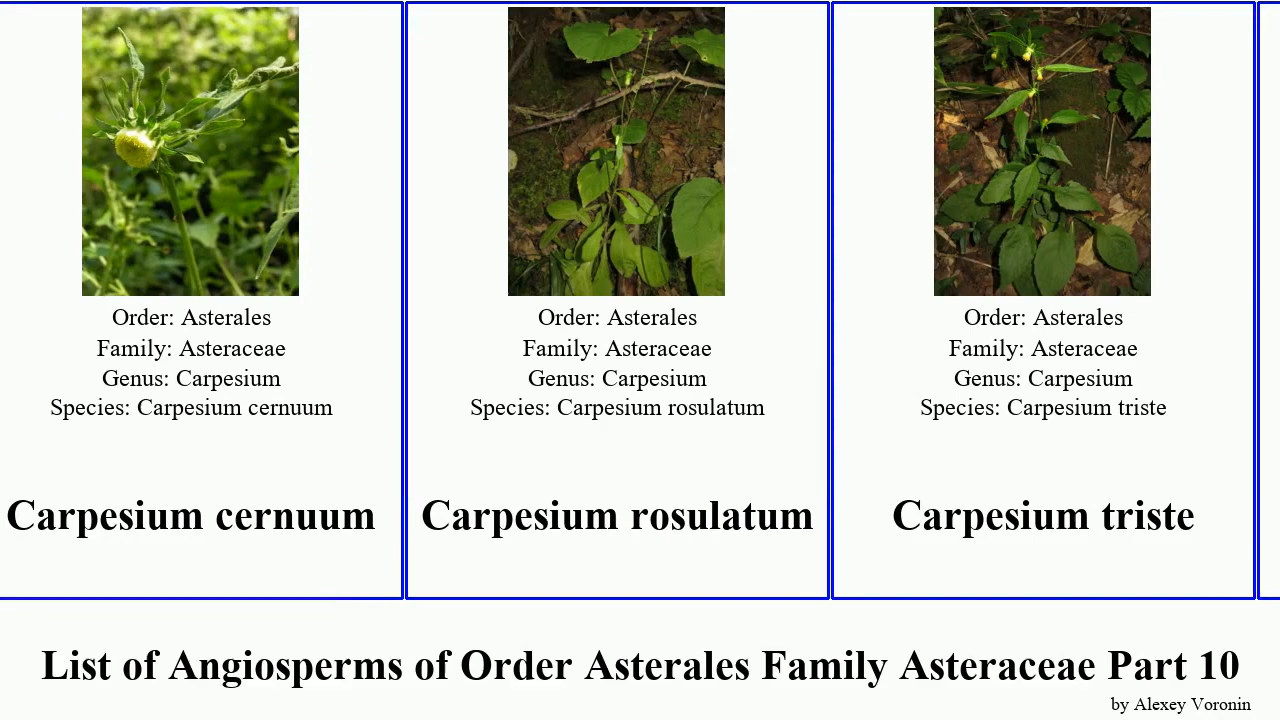 Order: Asterales
Family: Asteraceae
Genus: Carpesium
Species: Carpesium cernuum
Carpesium cernuum
Order: Asterales
Family: Asteraceae
Genus: Carpesium
Species: Carpesium rosulatum
Carpesium rosulatum
Order: Asterales
Family: Asteraceae
Genus: Carpesium
Species: Carpesium triste
Carpesium triste
List of Angiosperms of Order Asterales Family Asteraceae Part 10
by Alexey Voronin